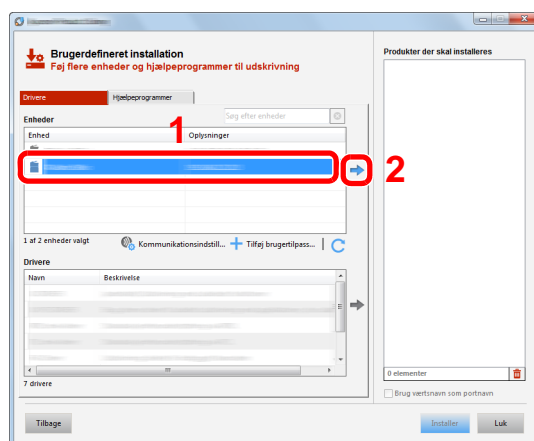 Brugerdefineret installation
Føj flere enheder og hjælpeprogrammer til udskrivning
Produkter der skal installeres
Drivere
Hjælpeprogrammer
Enheder
Søg efter enheder
1
Enhed
Oplysninger
2
1 af 2 enheder valgt
Kommunikationsindstill...
Tilføj brugertilpass...
Drivere
Navn
Beskrivelse
7 drivere
0 elementer
Brug værtsnavn som portnavn
Tilbage
Installer
Luk